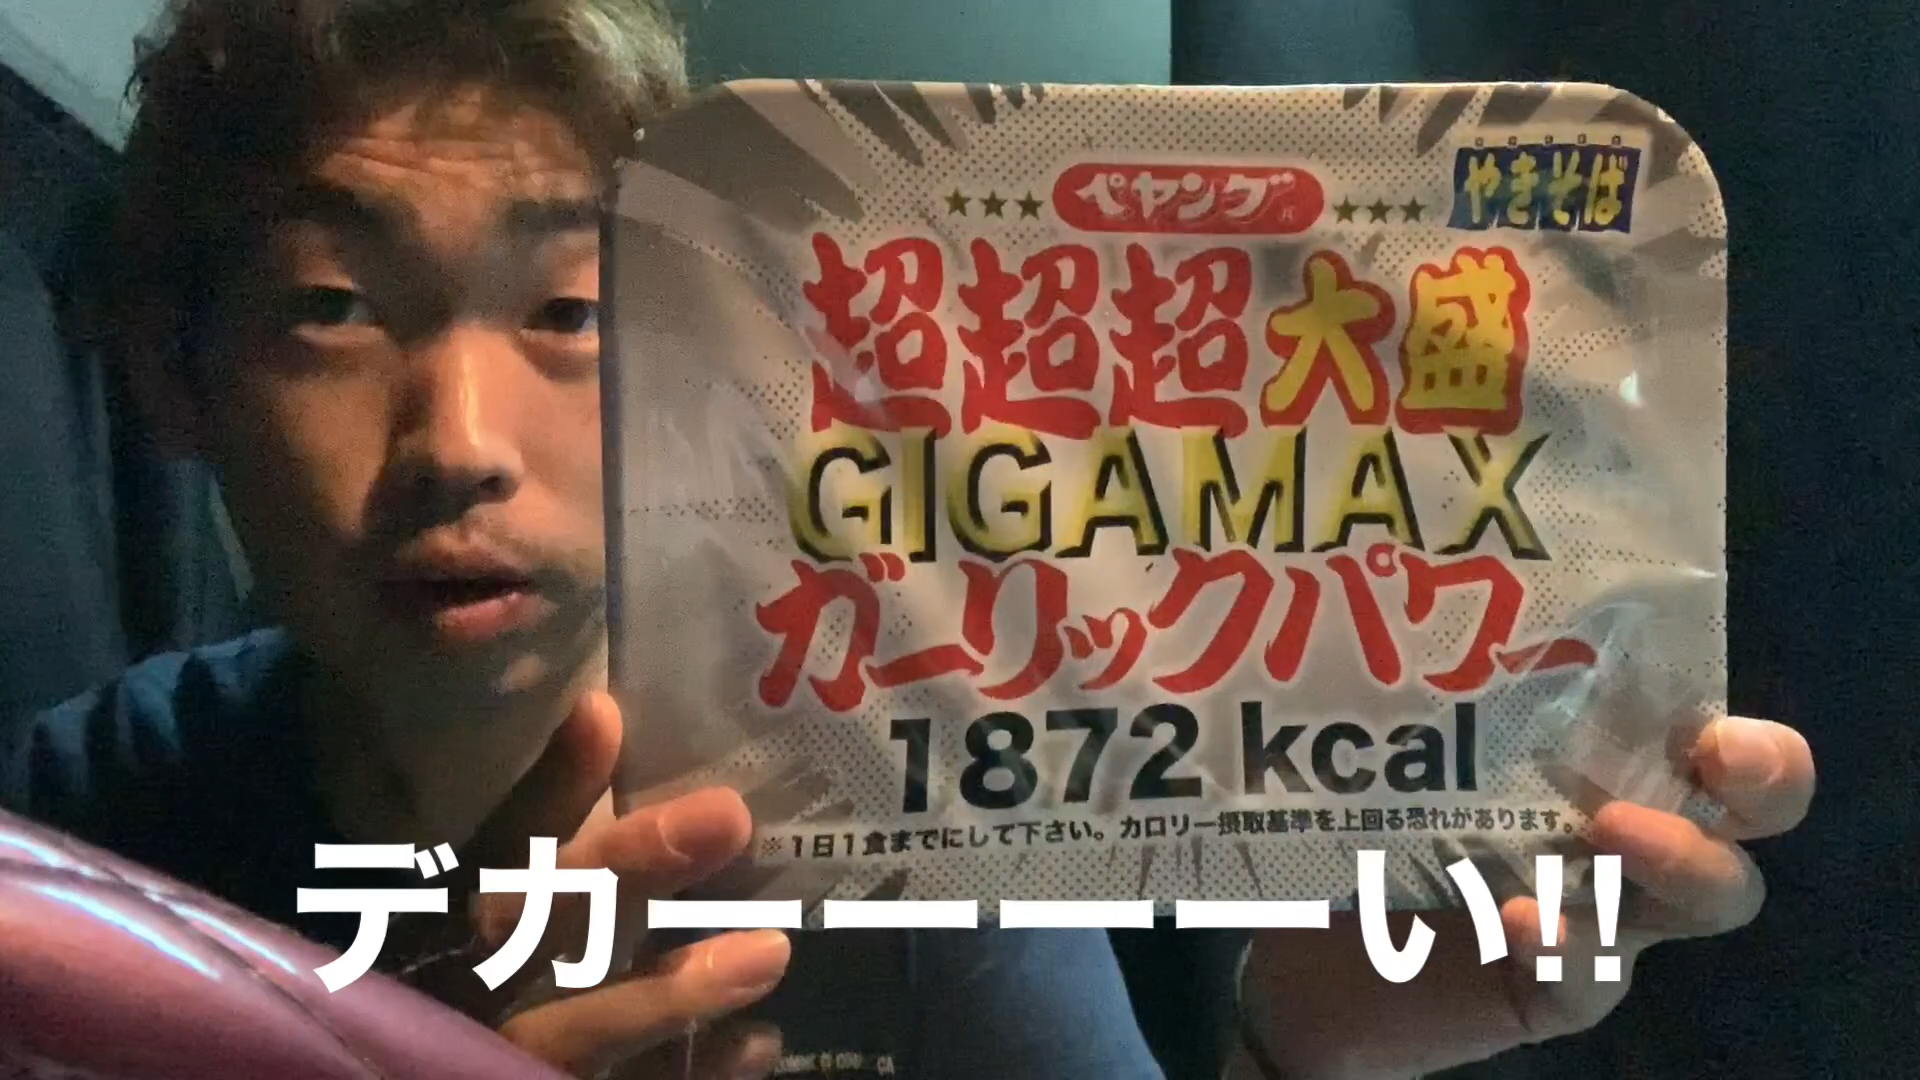 ★★★ペヤング★★★
やきそば
超超超大盛
GIGAMAX
ガーリックパワー
1872 kcal
※1日1食までにして下さい。カロリー摂取基準を上回る恐れがあります。
デカーーーーい!!